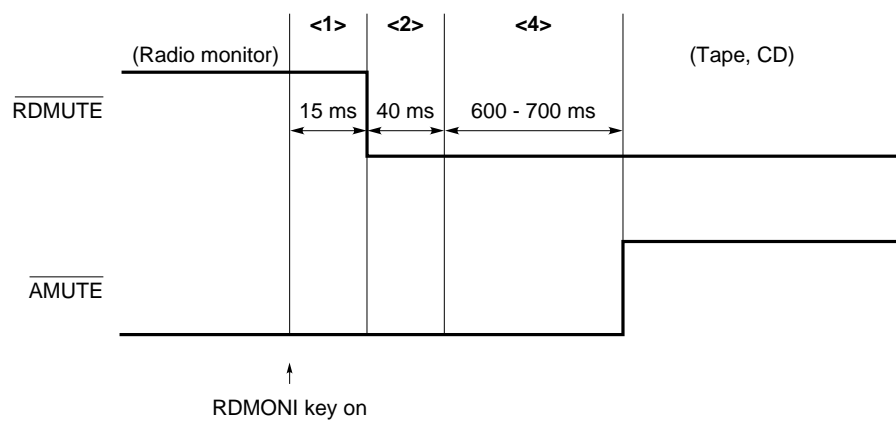 <1> <2> <4>
(Radio monitor) (Tape, CD)
RDMUTE 15 ms 40 ms 600 - 700 ms
AMUTE
RDMONI key on